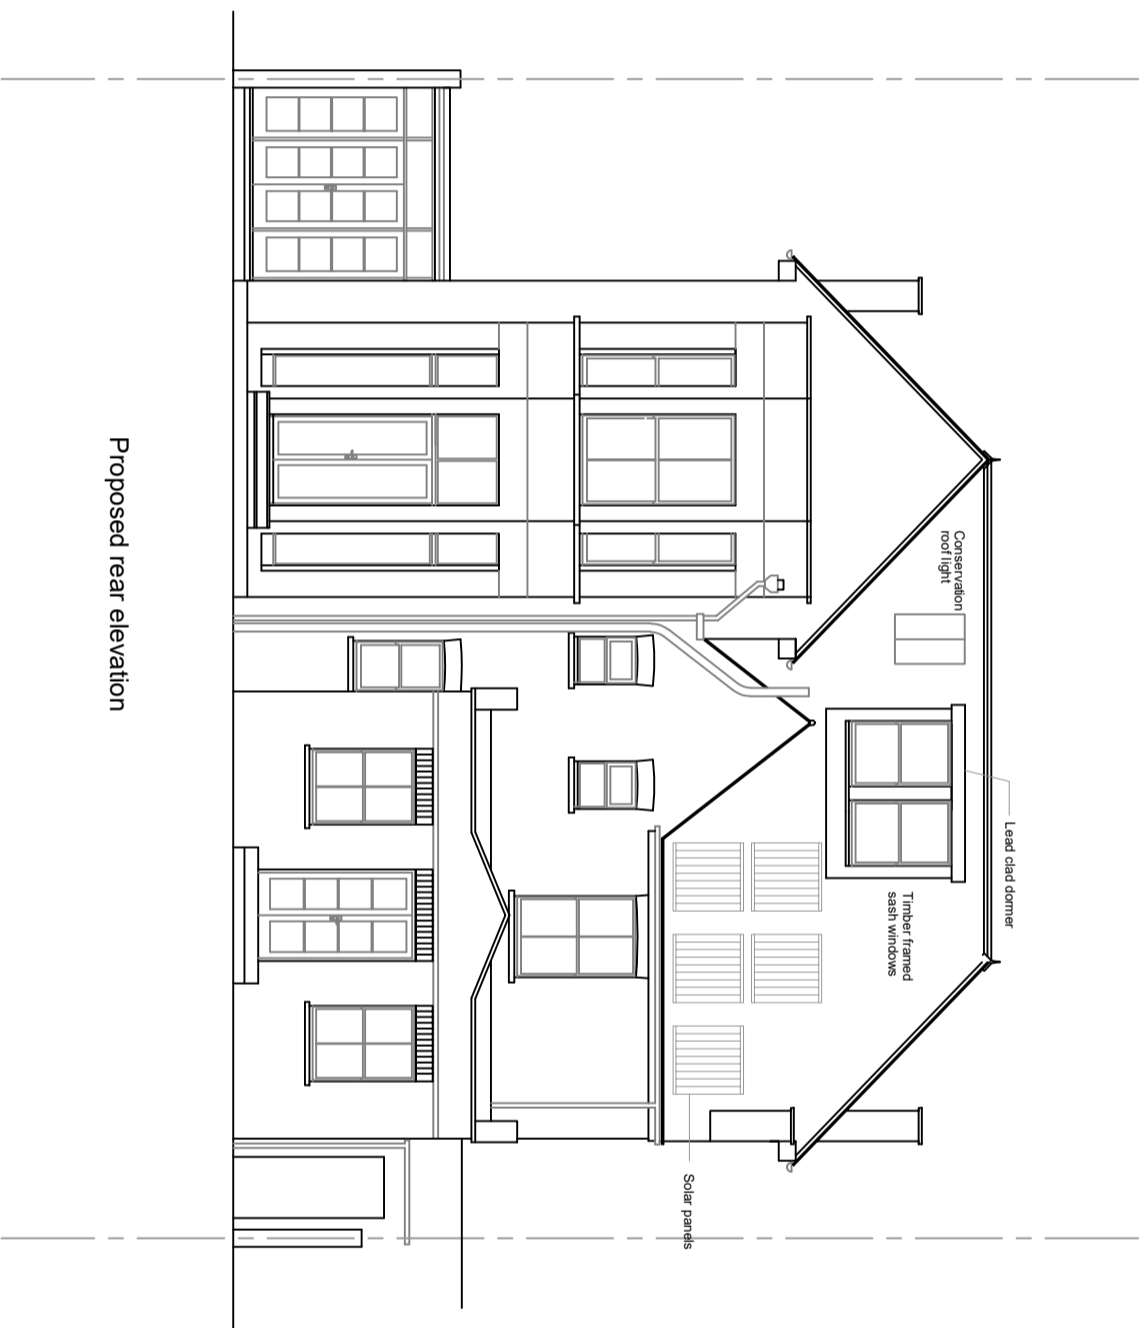 Conservation
roof light
Lead clad dormer
Timber framed
sash windows
Solar panels
Proposed rear elevation